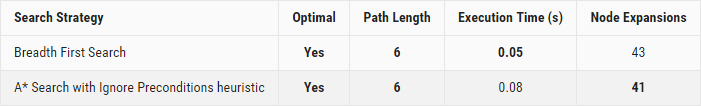 Search Strategy Optimal Path Length Execution Time (s) Node Expansions
Breadth First Search Yes 6 0.05 43
A* Search with Ignore Preconditions heuristic Yes 6 0.08 41